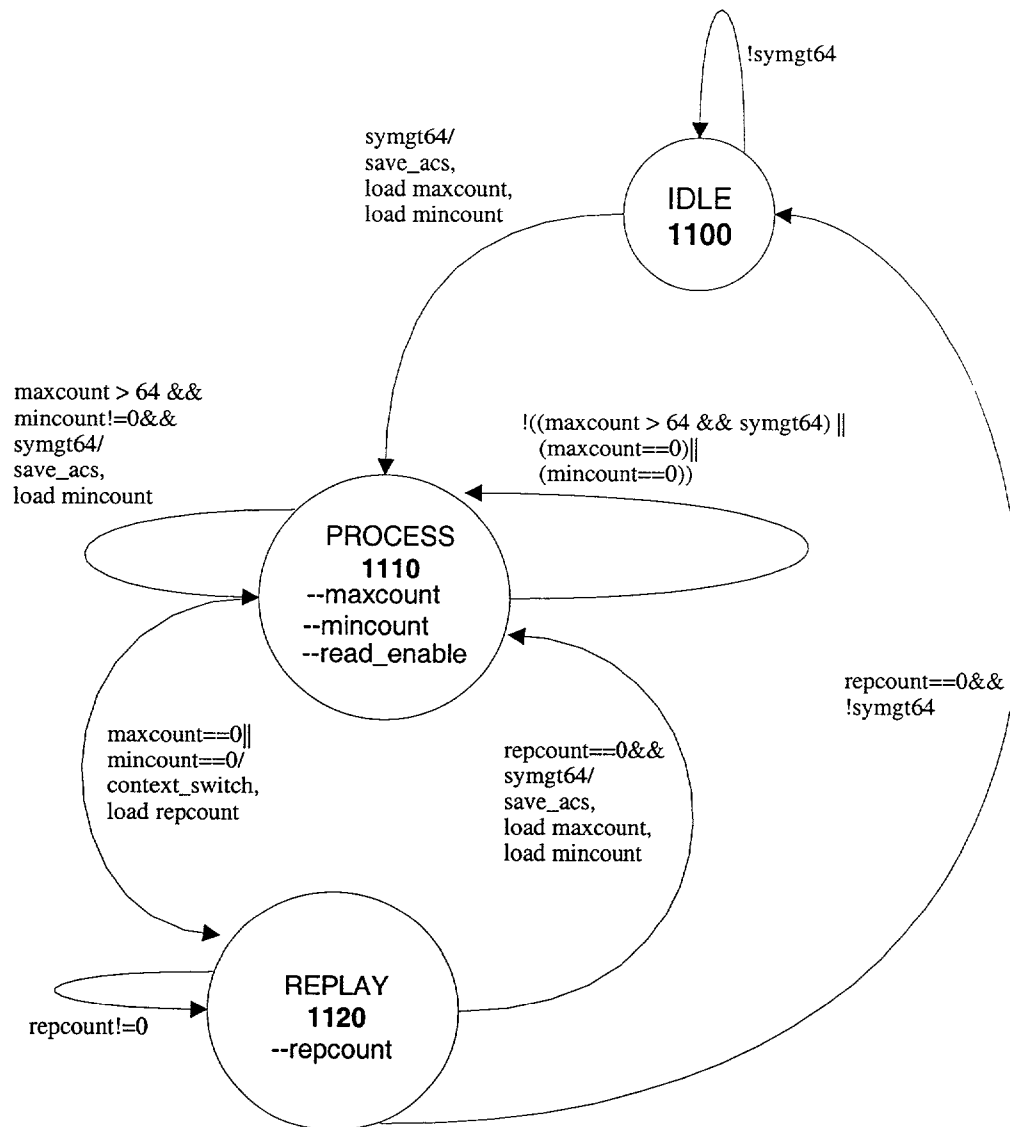 !symgt64
symgt64/
save_acs,
load maxcount,
load mincount
IDLE
1100
maxcount > 64 &&
mincount!=0&&
symgt64/
save_acs,
load mincount
!((maxcount > 64 && symgt64) ||
(maxcount==0)||
(mincount==0))
PROCESS
1110
--maxcount
--mincount
--read_enable
repcount==0&&
!symgt64
maxcount==0||
mincount==0/
context_switch,
load repcount
repcount==0&&
symgt64/
save_acs,
load maxcount,
load mincount
REPLAY
1120
--repcount
repcount!=0